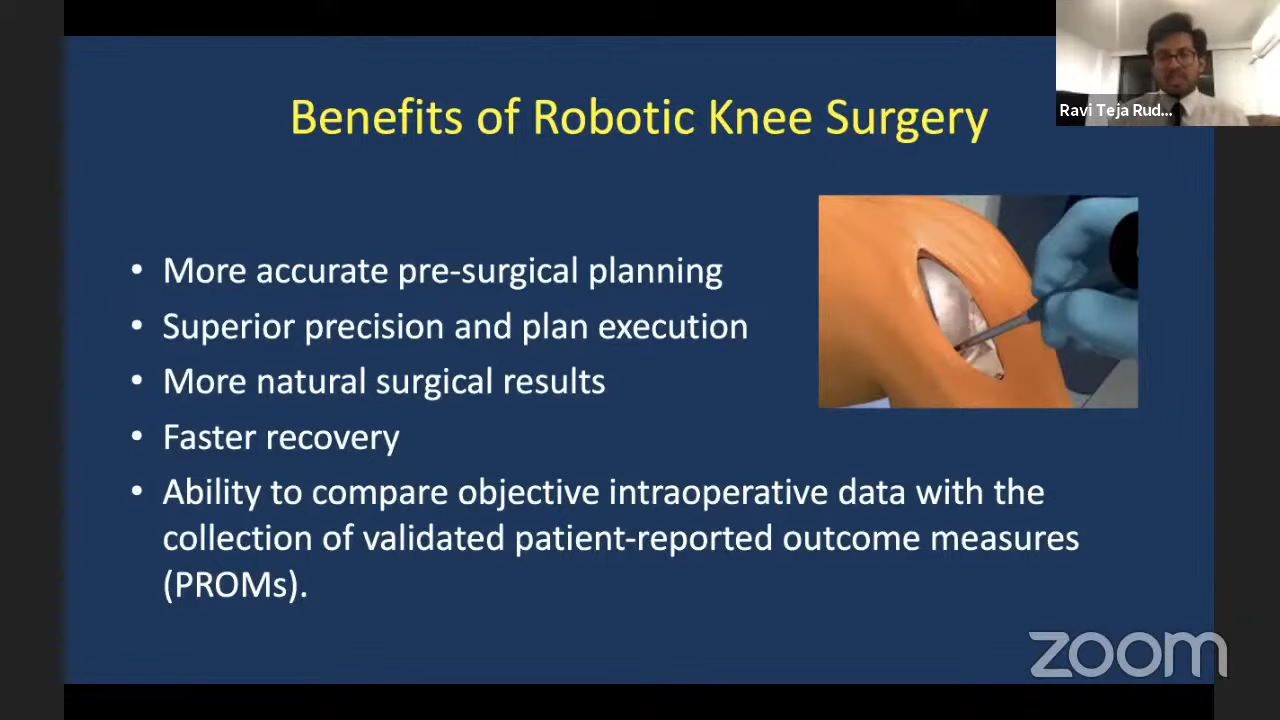 Benefits of Robotic Knee Surgery
Ravi Teja Rud...
• More accurate pre-surgical planning
• Superior precision and plan execution
• More natural surgical results
• Faster recovery
• Ability to compare objective intraoperative data with the
collection of validated patient-reported outcome measures
(PROMs).
zoom